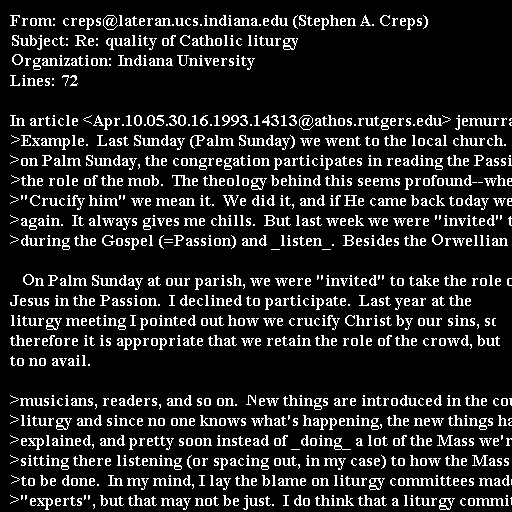 From: creps@lateran.ucs.indiana.edu (Stephen A. Creps)
Subject: Re: quality of Catholic liturgy
Organization: Indiana University
Lines: 72

In article <Apr.10.05.30.16.1993.14313@athos.rutgers.edu> jemurra
>Example.  Last Sunday (Palm Sunday) we went to the local church.
>on Palm Sunday, the congregation participates in reading the Passi
>the role of the mob.  The theology behind this seems profound--whe
>"Crucify him" we mean it.  We did it, and if He came back today we
>again.  It always gives me chills.  But last week we were "invited" t
>during the Gospel (=Passion) and _listen_.  Besides the Orwellian

   On Palm Sunday at our parish, we were "invited" to take the role o
Jesus in the Passion.  I declined to participate.  Last year at the
liturgy meeting I pointed out how we crucify Christ by our sins, so
therefore it is appropriate that we retain the role of the crowd, but
to no avail.

>musicians, readers, and so on.  New things are introduced in the cou
>liturgy and since no one knows what's happening, the new things ha
>explained, and pretty soon instead of _doing_ a lot of the Mass we'r
>sitting there listening (or spacing out, in my case) to how the Mass
>to be done.  In my mind, I lay the blame on liturgy committees mad
>"experts", but that may not be just.  I do think that a liturgy commit